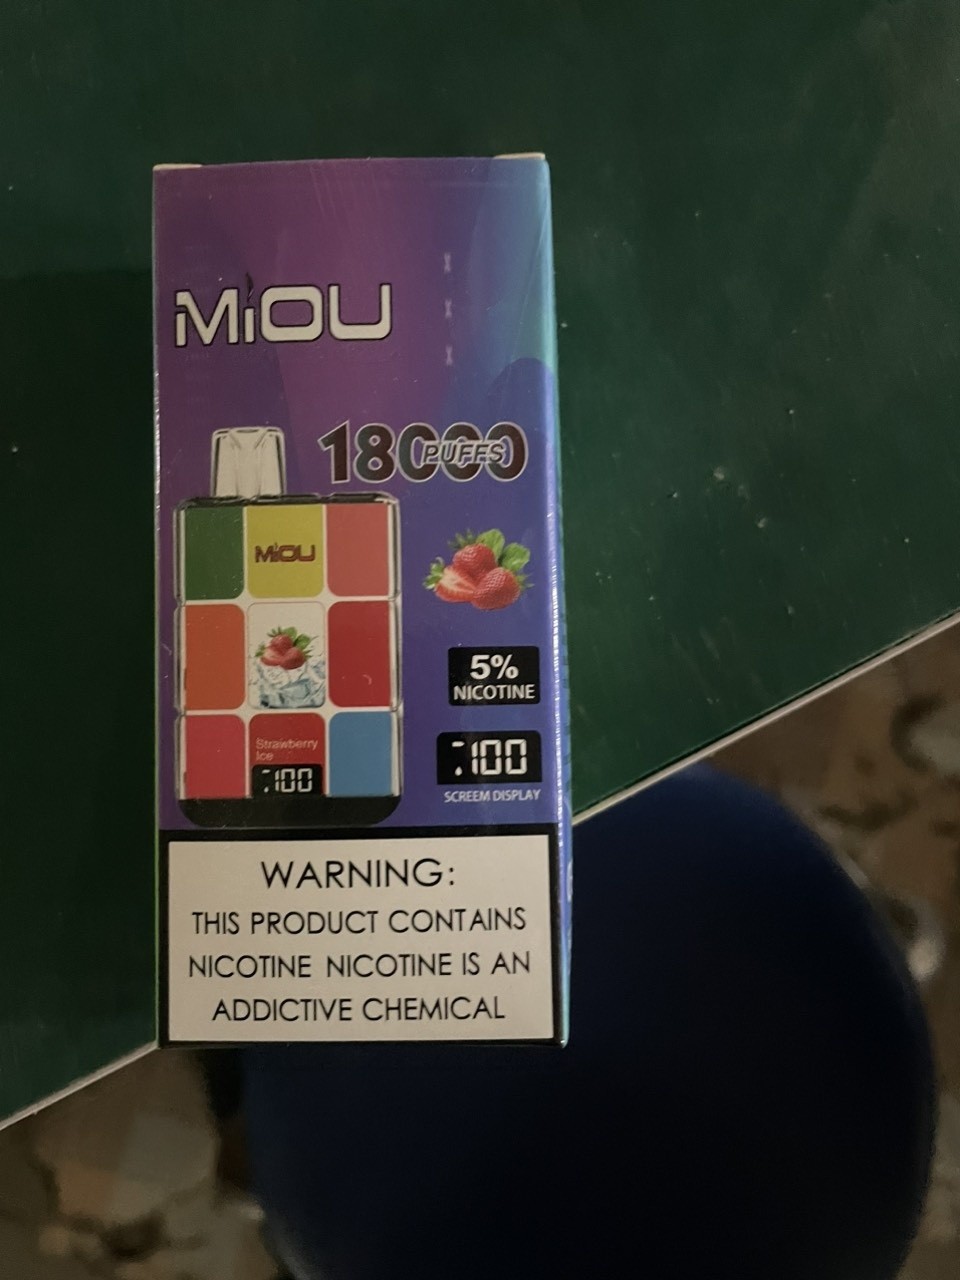 MiOU
18000
PUFFS
MiOU
5%
NICOTINE
Strawberry
Ice
100
100
SCREEM DISPLAY
WARNING:
THIS PRODUCT CONTAINS
NICOTINE NICOTINE IS AN
ADDICTIVE CHEMICAL